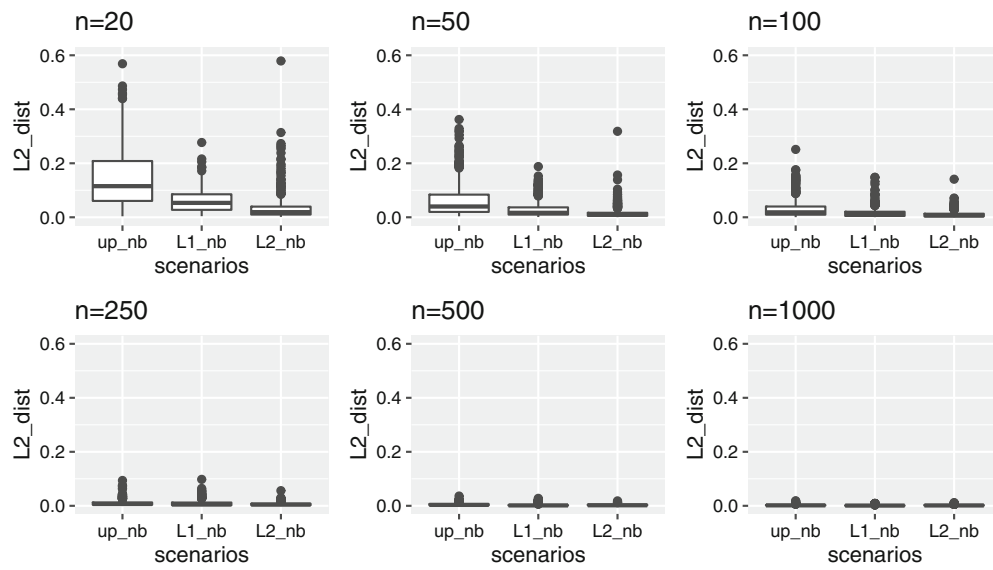 n=20
n=50
n=100
L2_dist
0.6
0.4
0.2
0.0
up_nb L1_nb L2_nb
scenarios
L2_dist
0.6
0.4
0.2
0.0
up_nb L1_nb L2_nb
scenarios
L2_dist
0.6
0.4
0.2
0.0
up_nb L1_nb L2_nb
scenarios
n=250
n=500
n=1000
L2_dist
0.6
0.4
0.2
0.0
up_nb L1_nb L2_nb
scenarios
L2_dist
0.6
0.4
0.2
0.0
up_nb L1_nb L2_nb
scenarios
L2_dist
0.6
0.4
0.2
0.0
up_nb L1_nb L2_nb
scenarios